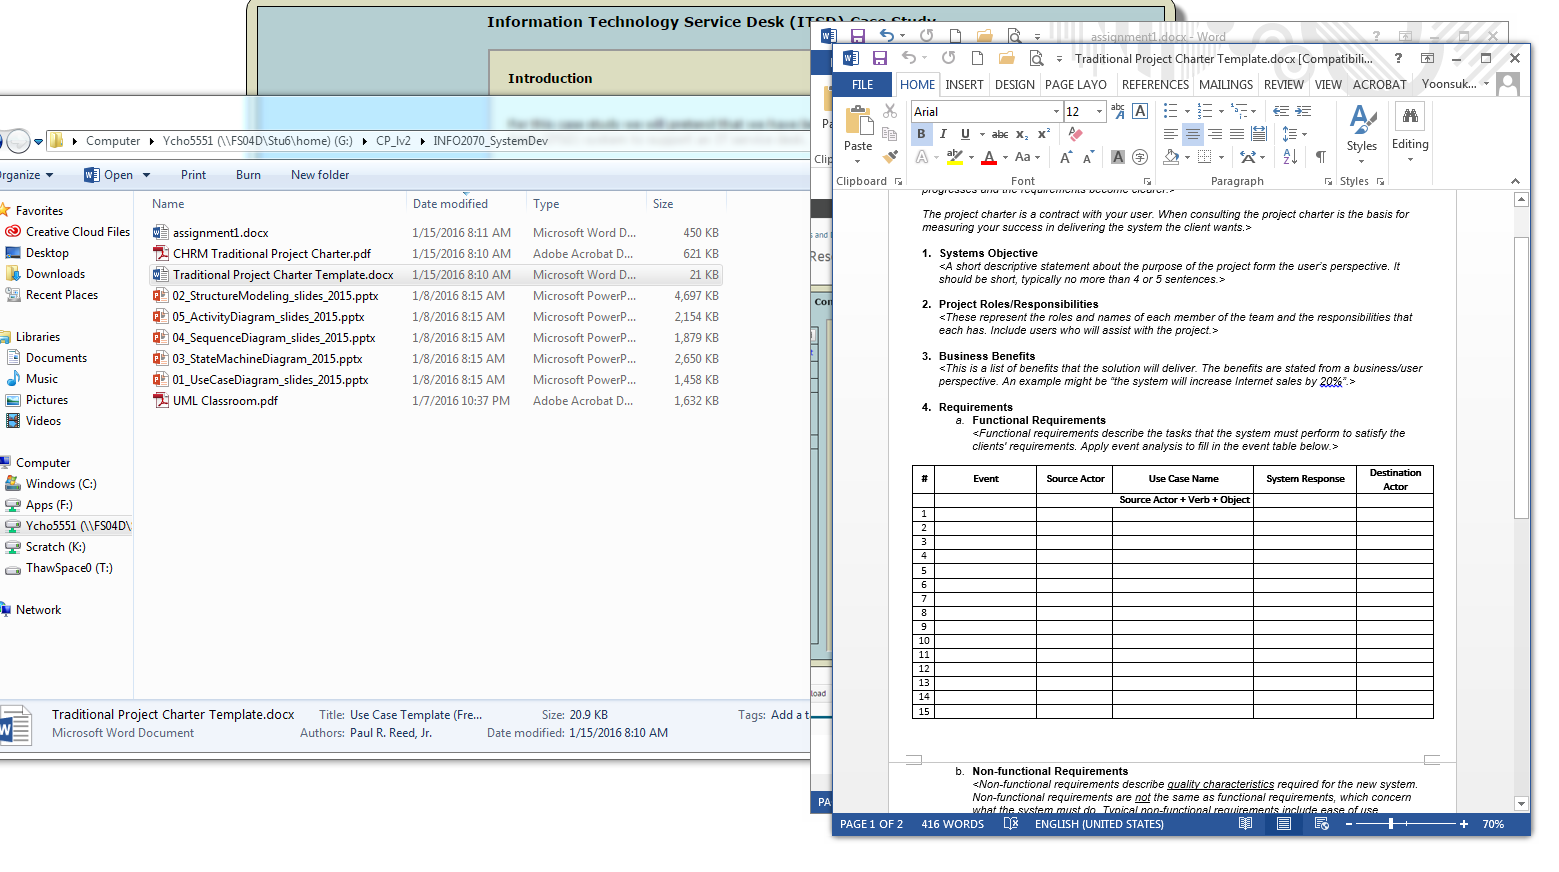 Information Technology Service Desk (ITSD) Case Study
Introduction
Computer
Ycho5551 (\\FS04D\Stu6\home) (G:)
CP_lv2
INFO2070_SystemDev
Organize
Open
Print
Burn
New folder
Favorites
Creative Cloud Files
Desktop
Downloads
Recent Places
Libraries
Documents
Music
Pictures
Videos
Computer
Windows (C:)
Apps (F:)
Ycho5551 (\\FS04D\
Scratch (K:)
ThawSpace0 (T:)
Network
Name Date modified Type Size
assignment1.docx 1/15/2016 8:11 AM Microsoft Word D... 450 KB
CHRM Traditional Project Charter.pdf 1/15/2016 8:10 AM Adobe Acrobat D... 621 KB
Traditional Project Charter Template.docx 1/15/2016 8:10 AM Microsoft Word D... 21 KB
02_StructureModeling_slides_2015.pptx 1/8/2016 8:15 AM Microsoft PowerP... 4,697 KB
05_ActivityDiagram_slides_2015.pptx 1/8/2016 8:15 AM Microsoft PowerP... 2,154 KB
04_SequenceDiagram_slides_2015.pptx 1/8/2016 8:15 AM Microsoft PowerP... 1,879 KB
03_StateMachineDiagram_2015.pptx 1/8/2016 8:15 AM Microsoft PowerP... 2,650 KB
01_UseCaseDiagram_slides_2015.pptx 1/8/2016 8:15 AM Microsoft PowerP... 1,458 KB
UML Classroom.pdf 1/7/2016 10:37 PM Adobe Acrobat D... 1,632 KB
Traditional Project Charter Template.docx Title: Use Case Template (Fre... Size: 20.9 KB Tags: Add a t
Microsoft Word Document Authors: Paul R. Reed, Jr. Date modified: 1/15/2016 8:10 AM
assignment1.docx - Word
Traditional Project Charter Template.docx [Compatibili...
FILE HOME INSERT DESIGN PAGE LAYO REFERENCES MAILINGS REVIEW VIEW ACROBAT Yoonsuk...
Paste
Arial 12
Styles
Editing
Clipboard Font Paragraph Styles
progresses and the requirements become clearer.>
The project charter is a contract with your user. When consulting the project charter is the basis for
measuring your success in delivering the system the client wants.>
1. Systems Objective
<A short descriptive statement about the purpose of the project form the user's perspective. It
should be short, typically no more than 4 or 5 sentences.>
2. Project Roles/Responsibilities
<These represent the roles and names of each member of the team and the responsibilities that
each has. Include users who will assist with the project.>
3. Business Benefits
<This is a list of benefits that the solution will deliver. The benefits are stated from a business/user
perspective. An example might be "the system will increase Internet sales by 20%".>
4. Requirements
a. Functional Requirements
<Functional requirements describe the tasks that the system must perform to satisfy the
clients' requirements. Apply event analysis to fill in the event table below.>
# Event Source Actor Use Case Name System Response Destination Actor
Source Actor + Verb + Object
1
2
3
4
5
6
7
8
9
10
11
12
13
14
15
b. Non-functional Requirements
<Non-functional requirements describe quality characteristics required for the new system.
Non-functional requirements are not the same as functional requirements, which concern
what the system must do. Typical non-functional requirements include ease of use
PAGE 1 OF 2 416 WORDS ENGLISH (UNITED STATES) 70%